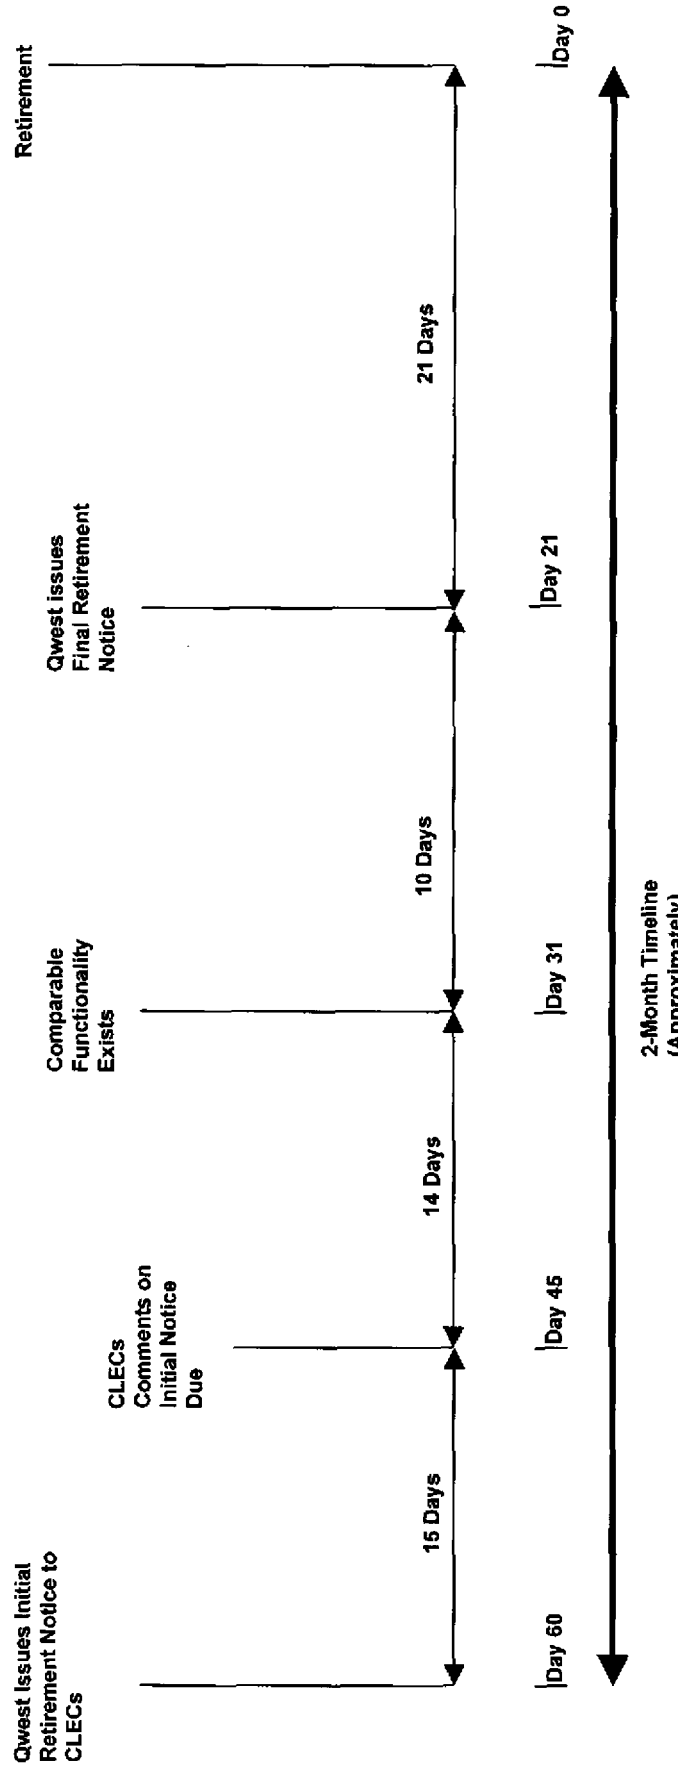 Qwest Issues Initial
Retirement Notice to
CLECs
CLECs
Comments on
Initial Notice
Due
Comparable
Functionality
Exists
Qwest issues
Final Retirement
Notice
Retirement
15 Days
14 Days
10 Days
21 Days
Day 60
Day 45
Day 31
Day 21
Day 0
2-Month Timeline
(Approximately)